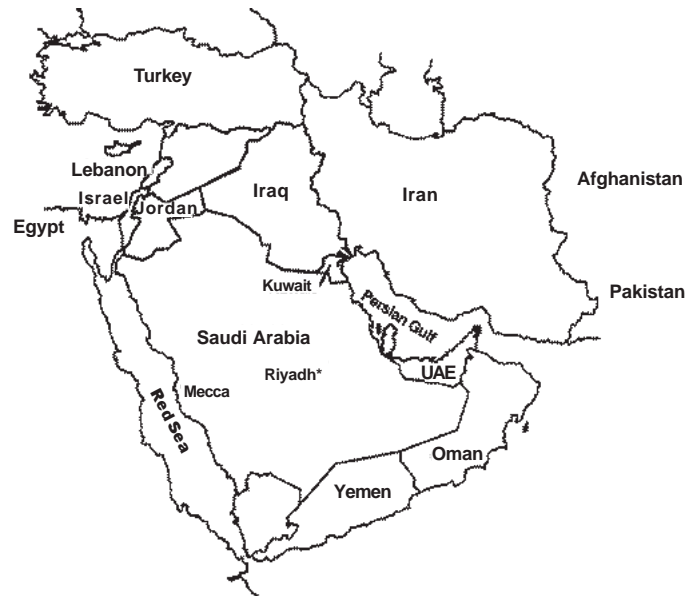 Turkey
Lebanon
Israel
Jordan
Iraq
Iran
Afghanistan
Egypt
Kuwait
Persian Gulf
Pakistan
Saudi Arabia
Riyadh*
UAE
Mecca
Red Sea
Oman
Yemen